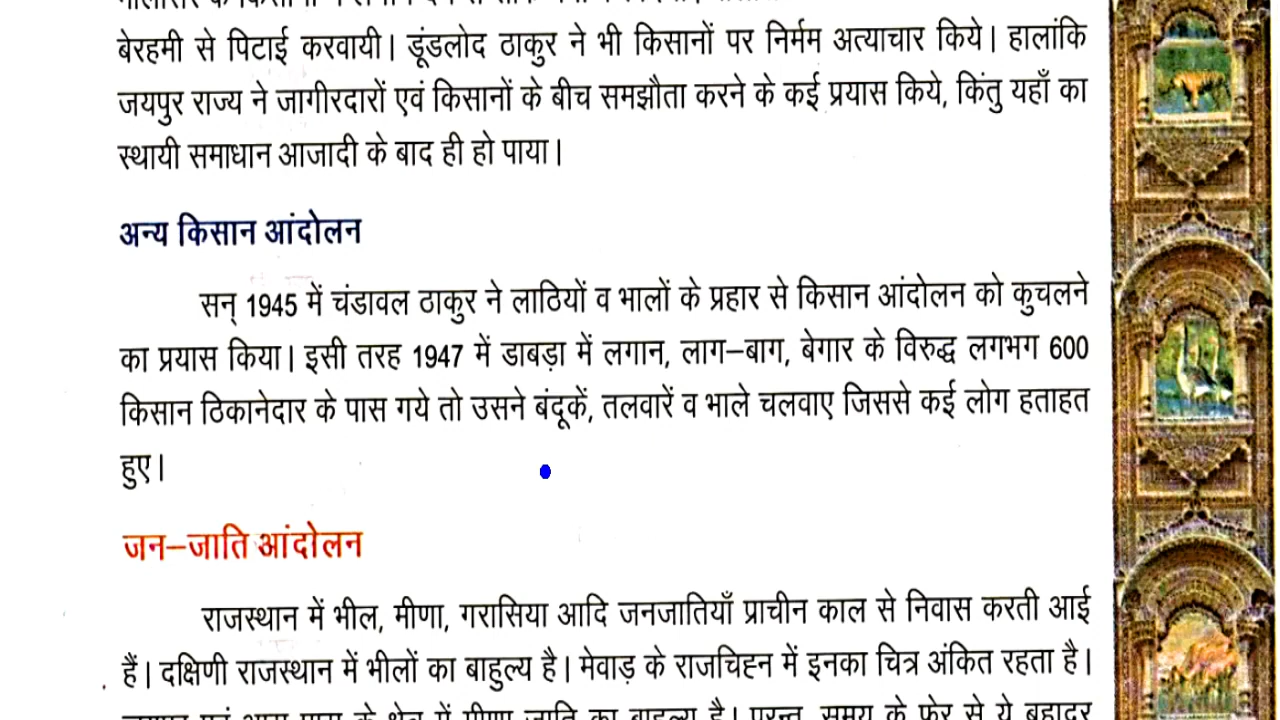 बेरहमी से पिटाई करवायी। डूंडलोद ठाकुर ने भी किसानों पर निर्मम अत्याचार किये। हालांकि
जयपुर राज्य ने जागीरदारों एवं किसानों के बीच समझौता करने के कई प्रयास किये, किंतु यहाँ का
स्थायी समाधान आजादी के बाद ही हो पाया।
अन्य किसान आंदोलन
सन् 1945 में चंडावल ठाकुर ने लाठियों व भालों के प्रहार से किसान आंदोलन को कुचलने
का प्रयास किया। इसी तरह 1947 में डाबड़ा में लगान, लाग–बाग, बेगार के विरुद्ध लगभग 600
किसान ठिकानेदार के पास गये तो उसने बंदूकें, तलवारें व भाले चलवाए जिससे कई लोग हताहत
हुए।
जन–जाति आंदोलन
राजस्थान में भील, मीणा, गरासिया आदि जनजातियाँ प्राचीन काल से निवास करती आई
हैं। दक्षिणी राजस्थान में भीलों का बाहुल्य है। मेवाड़ के राजचिह्न में इनका चित्र अंकित रहता है।